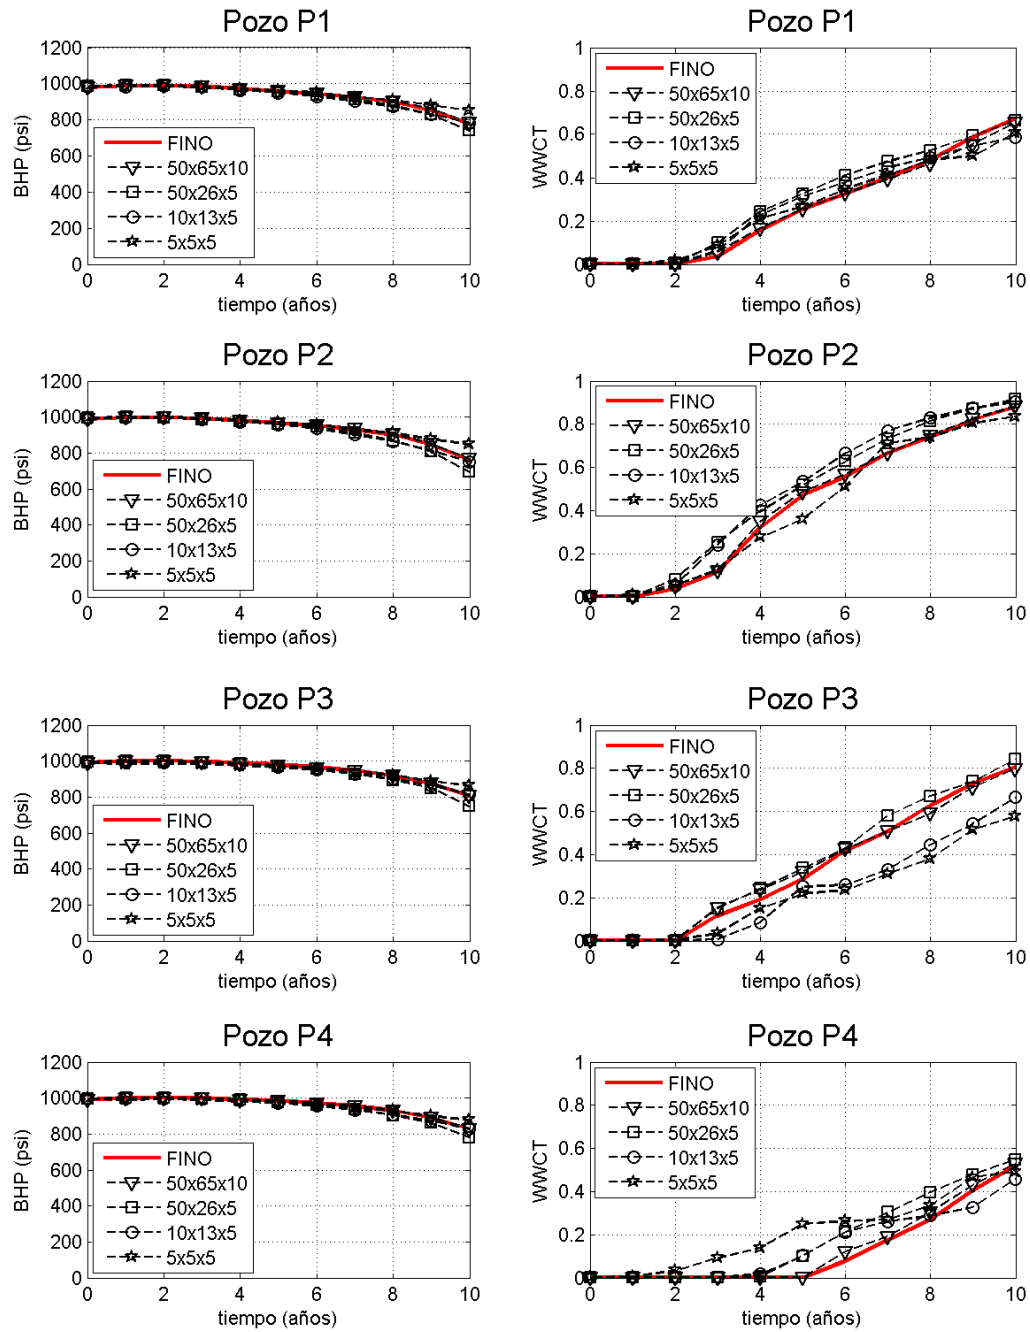 Pozo P1
1200
1000
800
600
400
200
0
BHP (psi)
FINO
50x65x10
50x26x5
10x13x5
5x5x5
0 2 4 6 8 10
tiempo (años)
Pozo P1
1
0.8
0.6
0.4
0.2
0
WWCT
FINO
50x65x10
50x26x5
10x13x5
5x5x5
0 2 4 6 8 10
tiempo (años)
Pozo P2
1200
1000
800
600
400
200
0
BHP (psi)
FINO
50x65x10
50x26x5
10x13x5
5x5x5
0 2 4 6 8 10
tiempo (años)
Pozo P2
1
0.8
0.6
0.4
0.2
0
WWCT
FINO
50x65x10
50x26x5
10x13x5
5x5x5
0 2 4 6 8 10
tiempo (años)
Pozo P3
1200
1000
800
600
400
200
0
BHP (psi)
FINO
50x65x10
50x26x5
10x13x5
5x5x5
0 2 4 6 8 10
tiempo (años)
Pozo P3
1
0.8
0.6
0.4
0.2
0
WWCT
FINO
50x65x10
50x26x5
10x13x5
5x5x5
0 2 4 6 8 10
tiempo (años)
Pozo P4
1200
1000
800
600
400
200
0
BHP (psi)
FINO
50x65x10
50x26x5
10x13x5
5x5x5
0 2 4 6 8 10
tiempo (años)
Pozo P4
1
0.8
0.6
0.4
0.2
0
WWCT
FINO
50x65x10
50x26x5
10x13x5
5x5x5
0 2 4 6 8 10
tiempo (años)